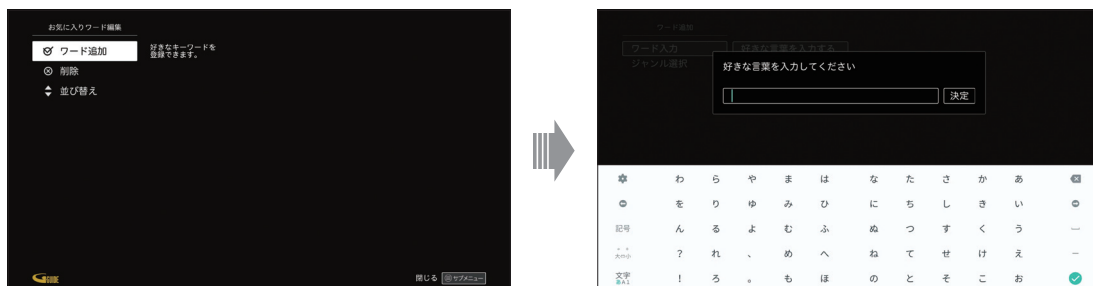 お気に入りワード編集
ワード追加
好きなキーワードを
登録できます。
削除
並び替え
GUIDE
閉じる サブメニュー
ワード追加
ワード入力 好きな言葉を入力する
ジャンル選択
好きな言葉を入力してください
決定
わ ら や ま は な た さ か あ
を り ゆ み ひ に ち し き い
記号 ん る よ む ふ ぬ つ す く う
大⇔小 ? れ 、 め へ ね て せ け え
文字 ! ろ 。 も ほ の と そ こ お
あA1